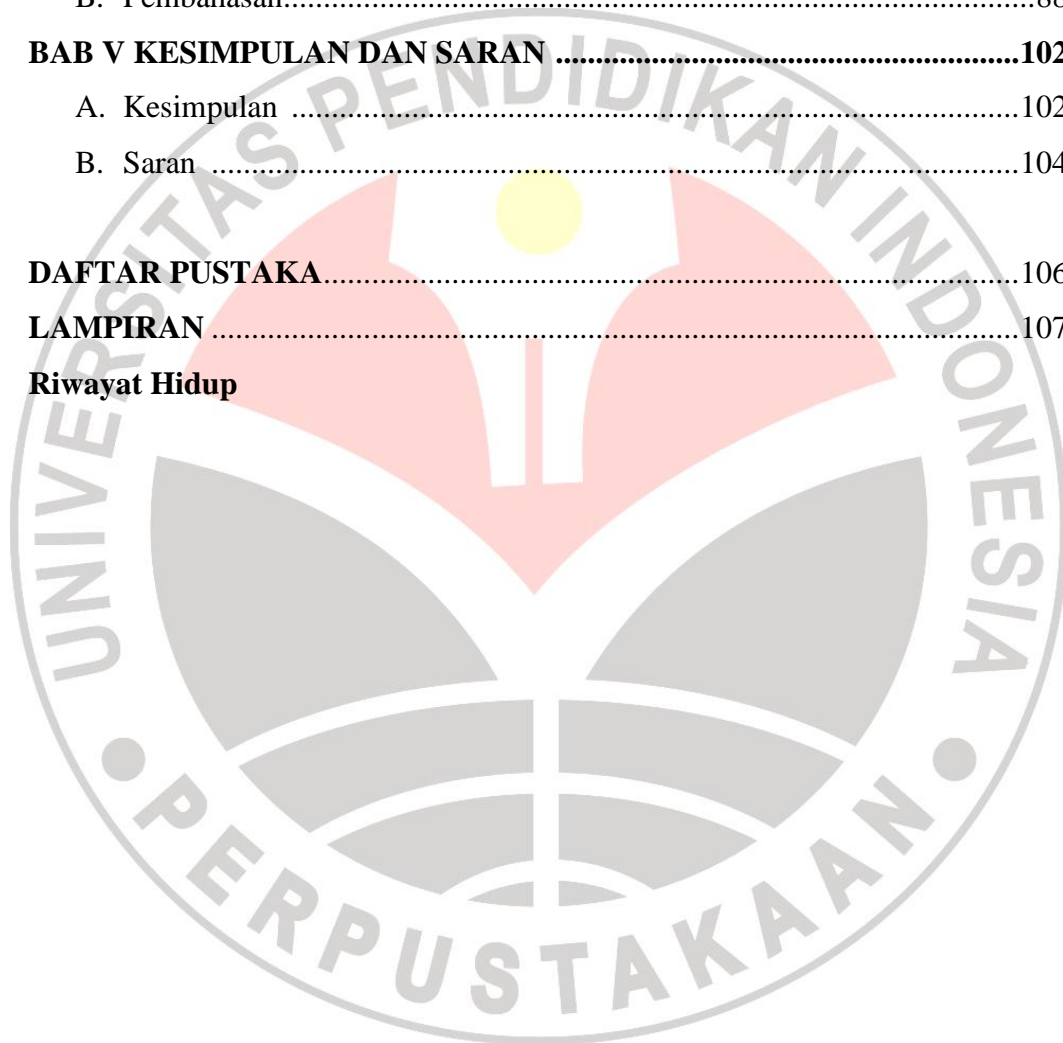 BAB V KESIMPULAN DAN SARAN ............................................................102
A. Kesimpulan ..............................................................................................102
B. Saran ........................................................................................................104
DAFTAR PUSTAKA..........................................................................................106
LAMPIRAN ........................................................................................................107
Riwayat Hidup
UNIVERSITAS PENDIDIKAN INDONESIA
PERPUSTAKAAN